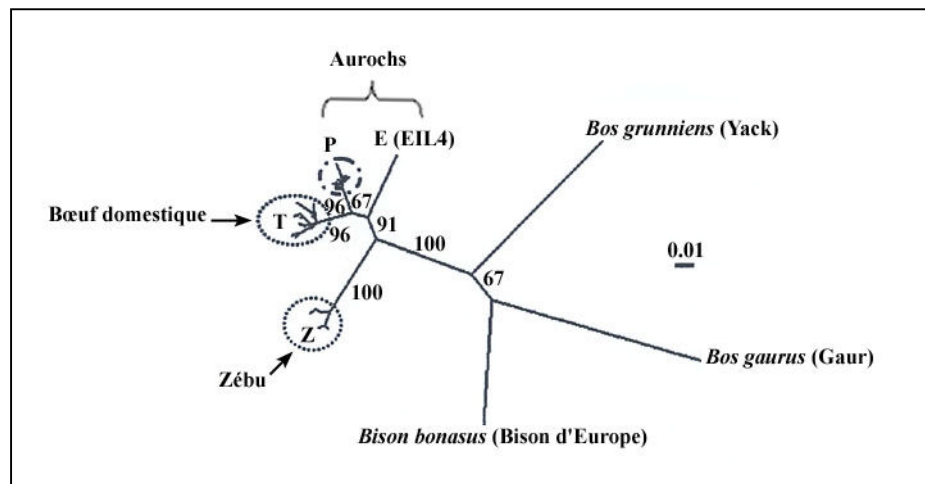 Aurochs
E (EIL4)
Bos grunniens (Yack)
P
96
67
Bœuf domestique
T
96
91
100
0.01
100
Z
Zébu
Bos gaurus (Gaur)
Bison bonasus (Bison d'Europe)